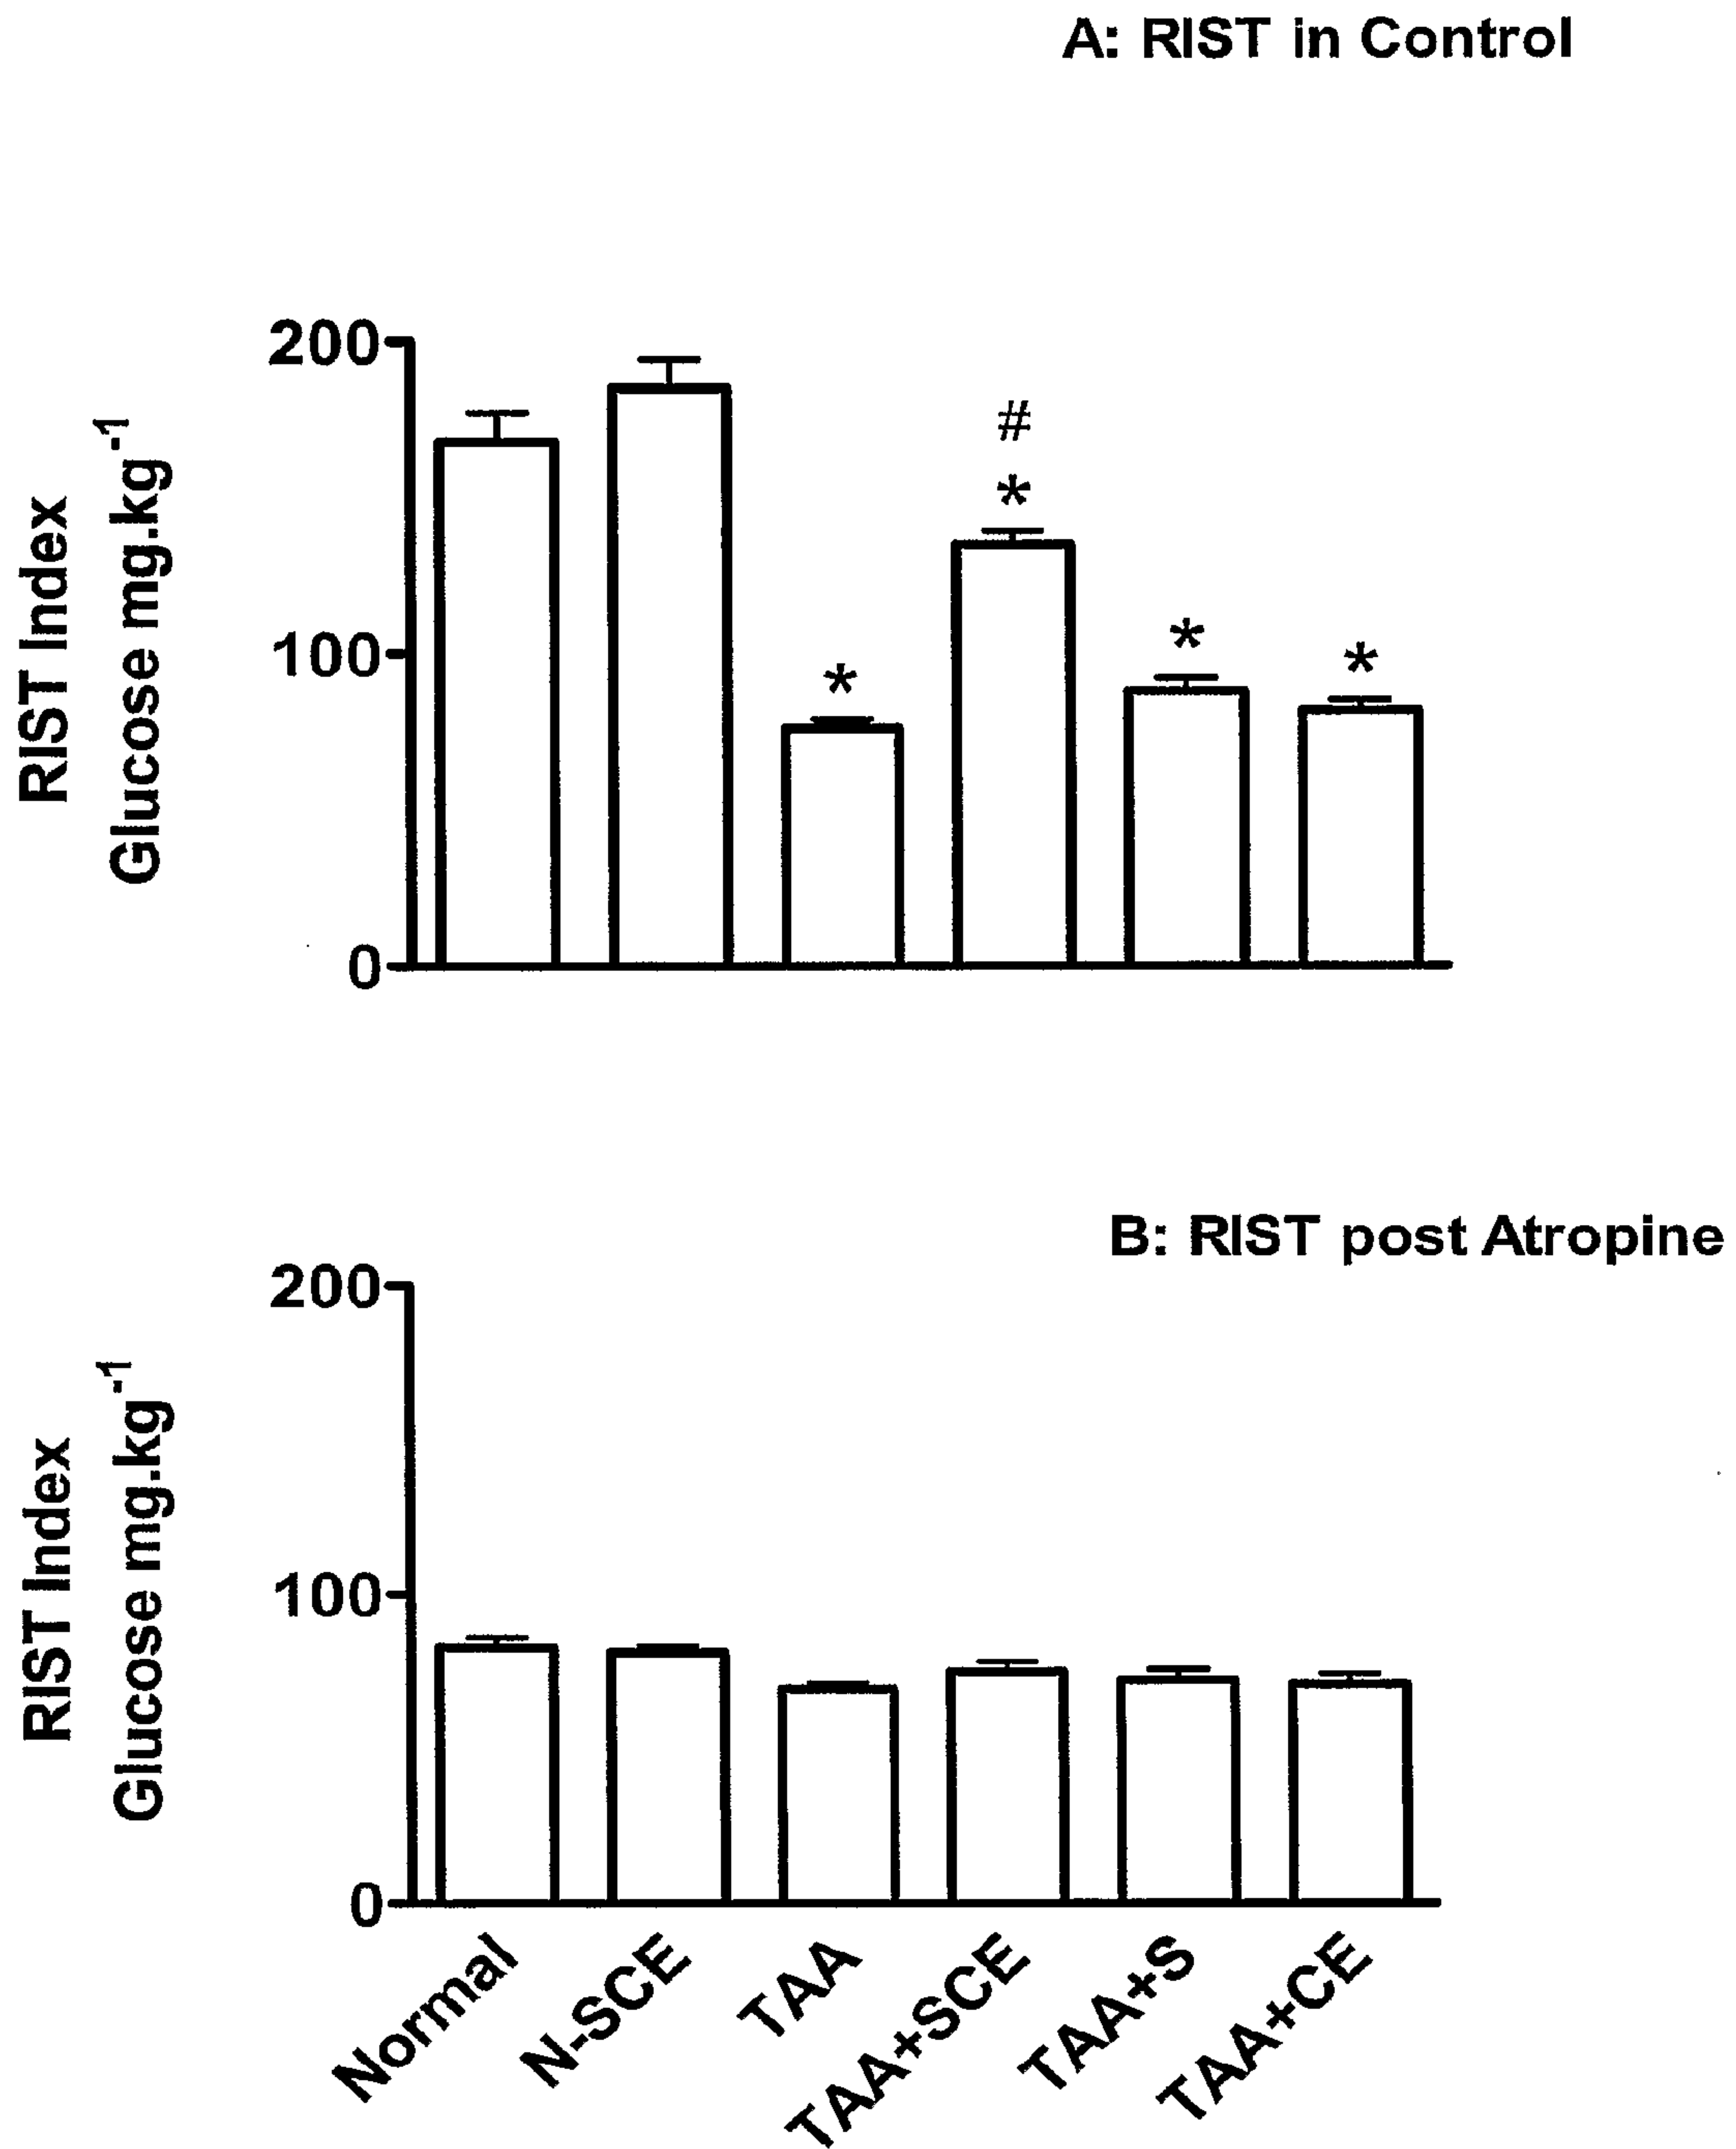 A: RIST in Control
RIST Index
Glucose mg.kg-1
200
100
0
#
*
*
*
*
B: RIST post Atropine
RIST Index
Glucose mg.kg-1
200
100
0
Normal
N-SCE
TAA
TAA+SCE
TAA+S
TAA+CE